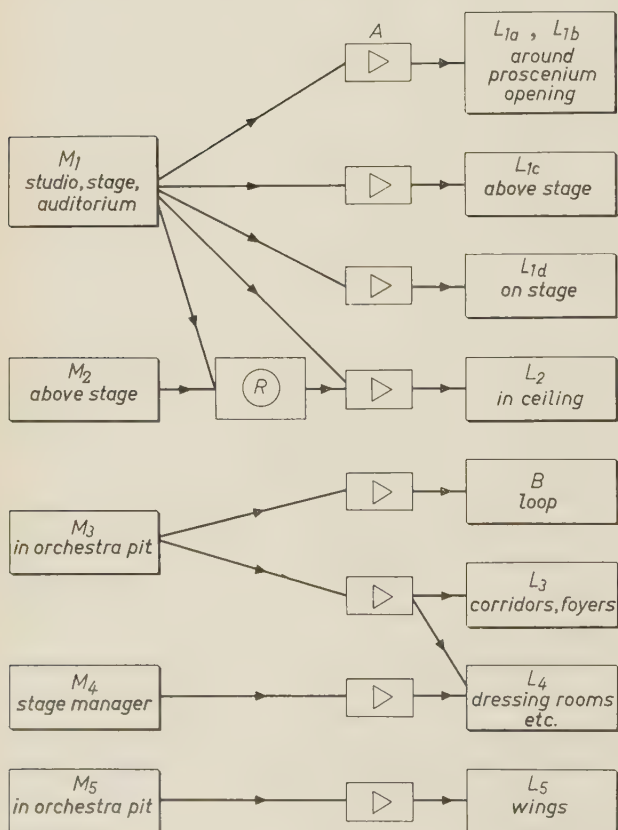 A
L1a , L1b
around
proscenium
opening
M1
studio, stage,
auditorium
L1c
above stage
L1d
on stage
M2
above stage
R
L2
in ceiling
M3
in orchestra pit
B
loop
L3
corridors, foyers
M4
stage manager
L4
dressing rooms
etc.
M5
in orchestra pit
L5
wings